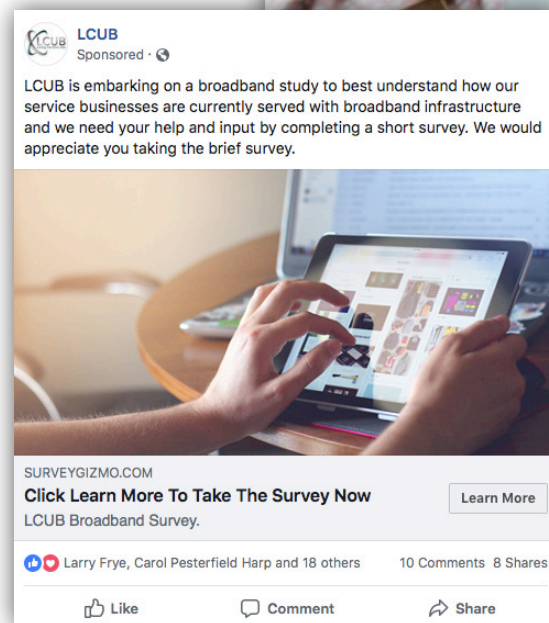 LCUB
LCUB
Sponsored ·
LCUB is embarking on a broadband study to best understand how our
service businesses are currently served with broadband infrastructure
and we need your help and input by completing a short survey. We would
appreciate you taking the brief survey.
SURVEYGIZMO.COM
Click Learn More To Take The Survey Now
Learn More
LCUB Broadband Survey.
Larry Frye, Carol Pesterfield Harp and 18 others 10 Comments 8 Shares
Like Comment Share